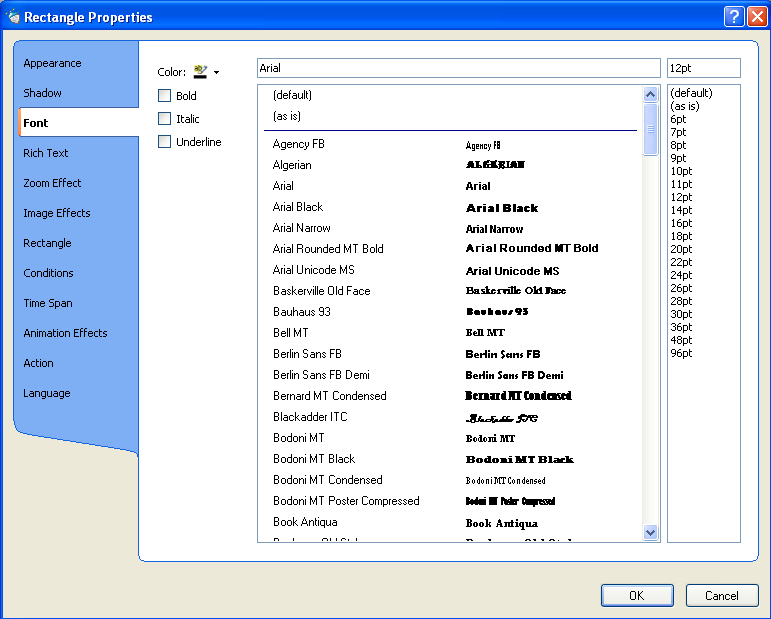 Rectangle Properties
Appearance
Shadow
Font
Rich Text
Zoom Effect
Image Effects
Rectangle
Conditions
Time Span
Animation Effects
Action
Language
Color:
Bold
Italic
Underline
Arial
(default)
(as is)
Agency FB Agency FB
Algerian ALGERIAN
Arial Arial
Arial Black Arial Black
Arial Narrow Arial Narrow
Arial Rounded MT Bold Arial Rounded MT Bold
Arial Unicode MS Arial Unicode MS
Baskerville Old Face Baskerville Old Face
Bauhaus 93 Bauhaus 93
Bell MT Bell MT
Berlin Sans FB Berlin Sans FB
Berlin Sans FB Demi Berlin Sans FB Demi
Bernard MT Condensed Bernard MT Condensed
Blackadder ITC Blackadder ITC
Bodoni MT Bodoni MT
Bodoni MT Black Bodoni MT Black
Bodoni MT Condensed Bodoni MT Condensed
Bodoni MT Poster Compressed Bodoni MT Poster Compressed
Book Antiqua Book Antiqua
12pt
(default)
(as is)
6pt
7pt
8pt
9pt
10pt
11pt
12pt
14pt
16pt
18pt
20pt
22pt
24pt
26pt
28pt
30pt
36pt
48pt
96pt
OK
Cancel